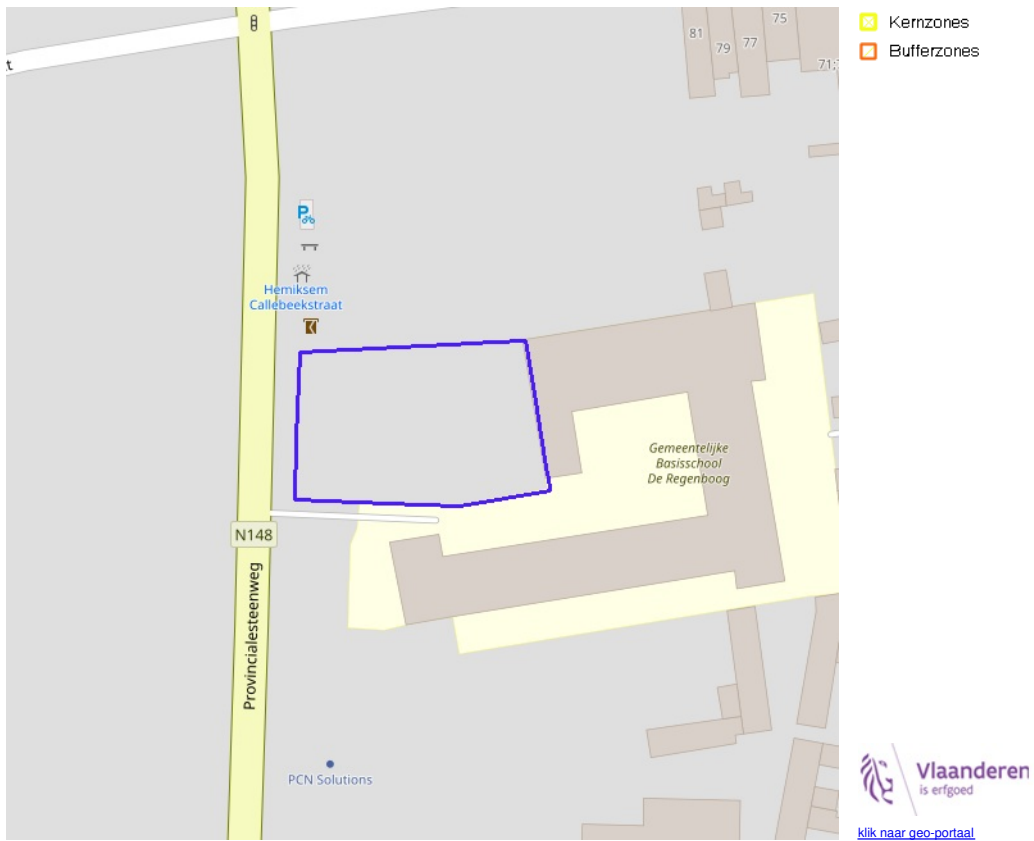 t
81
79
77
75
71;
P
Hemiksem
Callebeekstraat
Gemeentelijke
Basisschool
De Regenboog
N148
Provincialesteenweg
PCN Solutions
Kernzones
Bufferzones
Vlaanderen
is erfgoed
klik naar geo-portaal